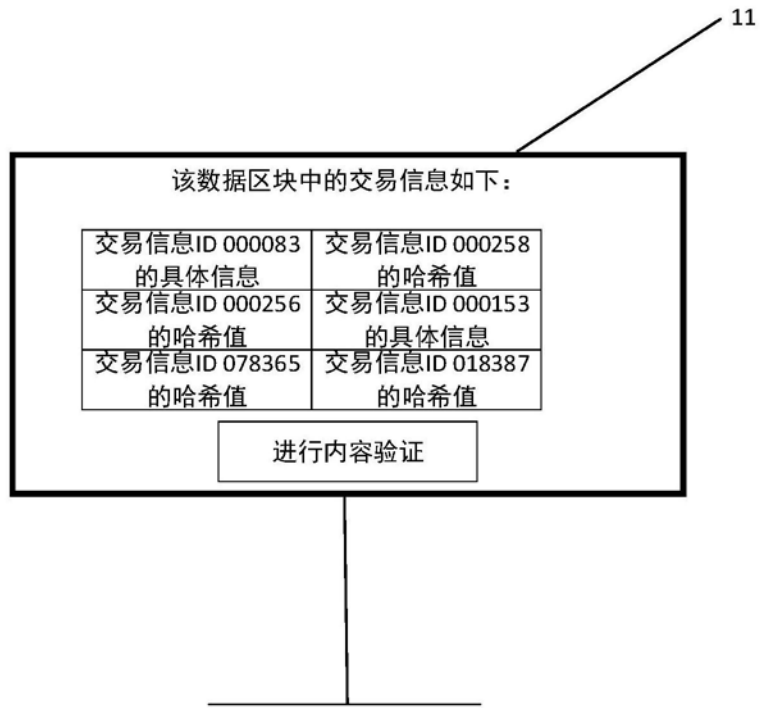 11
该数据区块中的交易信息如下：
交易信息ID 000083
的具体信息
交易信息ID 000258
的哈希值
交易信息ID 000256
的哈希值
交易信息ID 000153
的具体信息
交易信息ID 078365
的哈希值
交易信息ID 018387
的哈希值
进行内容验证